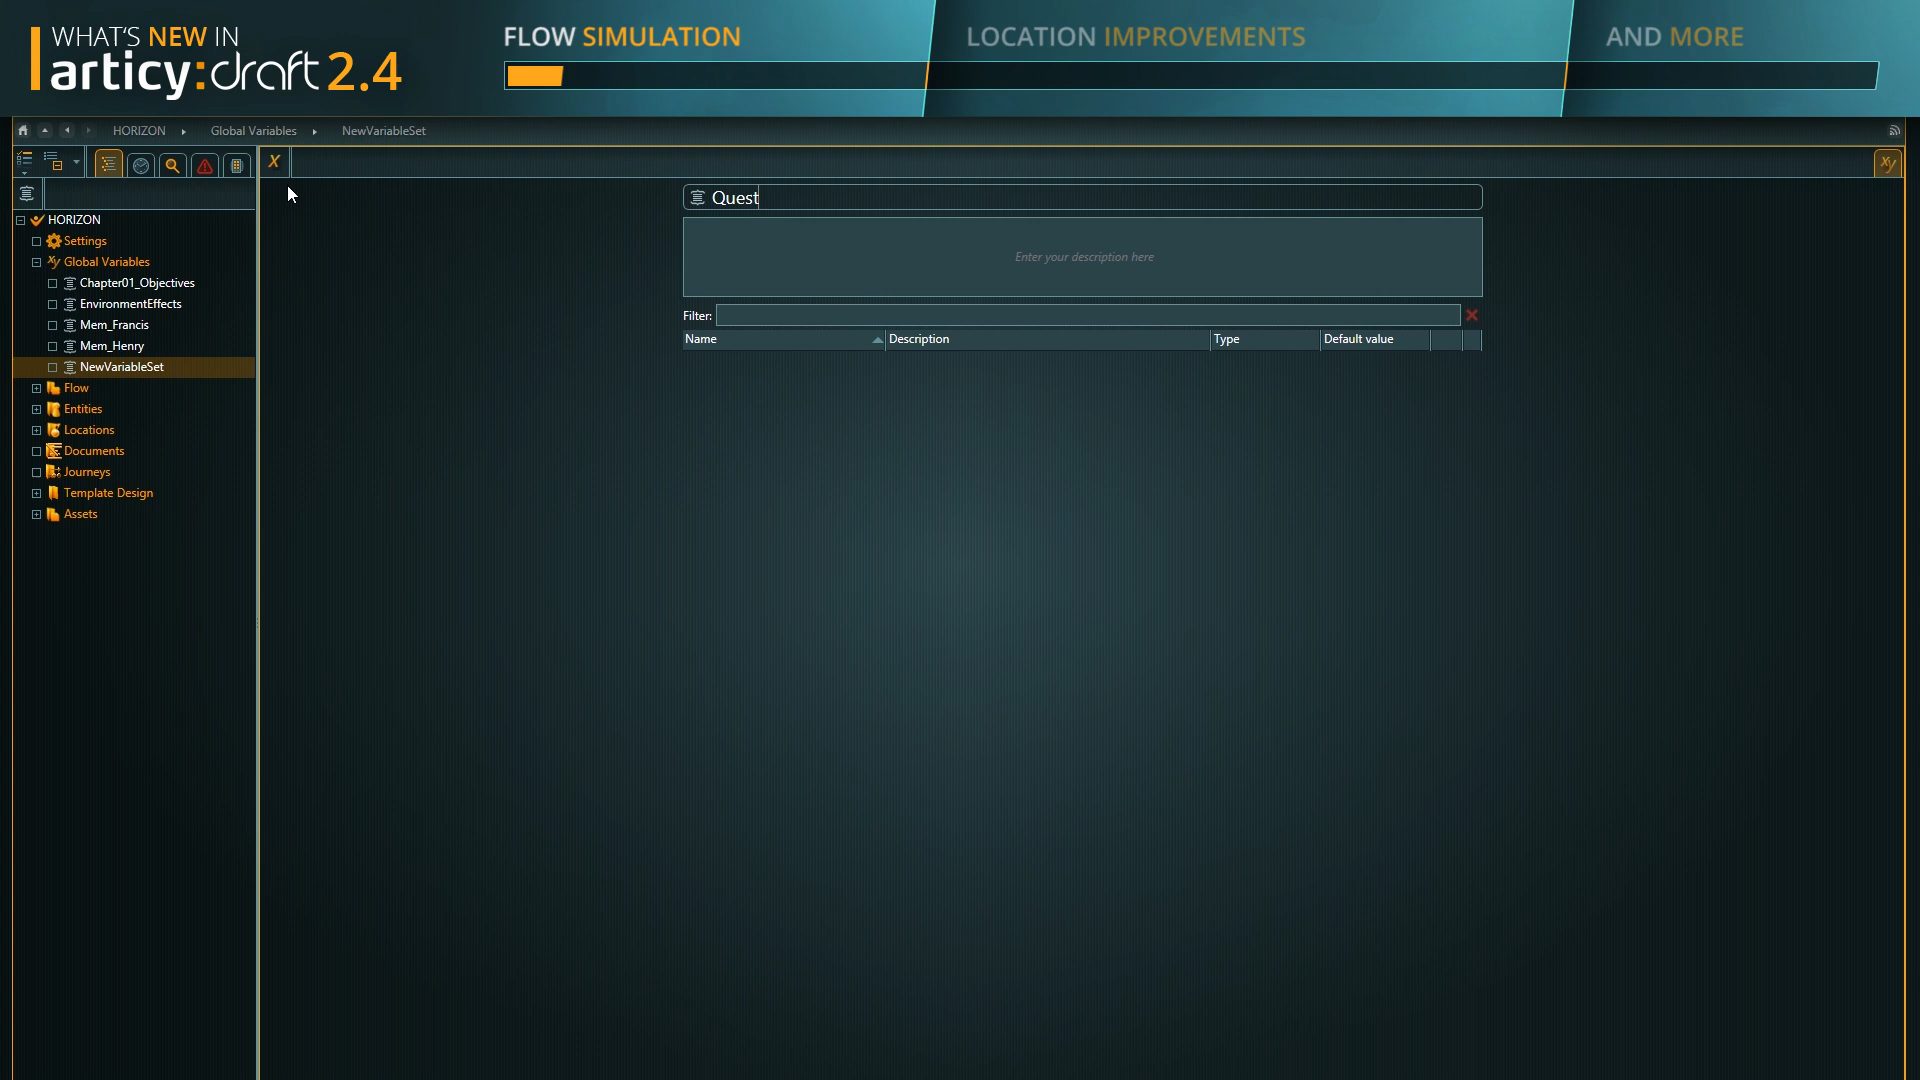 WHAT'S NEW IN
articy:draft 2.4
FLOW SIMULATION
LOCATION IMPROVEMENTS
AND MORE
HORIZON
Global Variables
NewVariableSet
X
xy
HORIZON
Settings
xy Global Variables
Chapter01_Objectives
EnvironmentEffects
Mem_Francis
Mem_Henry
NewVariableSet
Flow
Entities
Locations
Documents
Journeys
Template Design
Assets
Quest
Enter your description here
Filter:
Name Description Type Default value